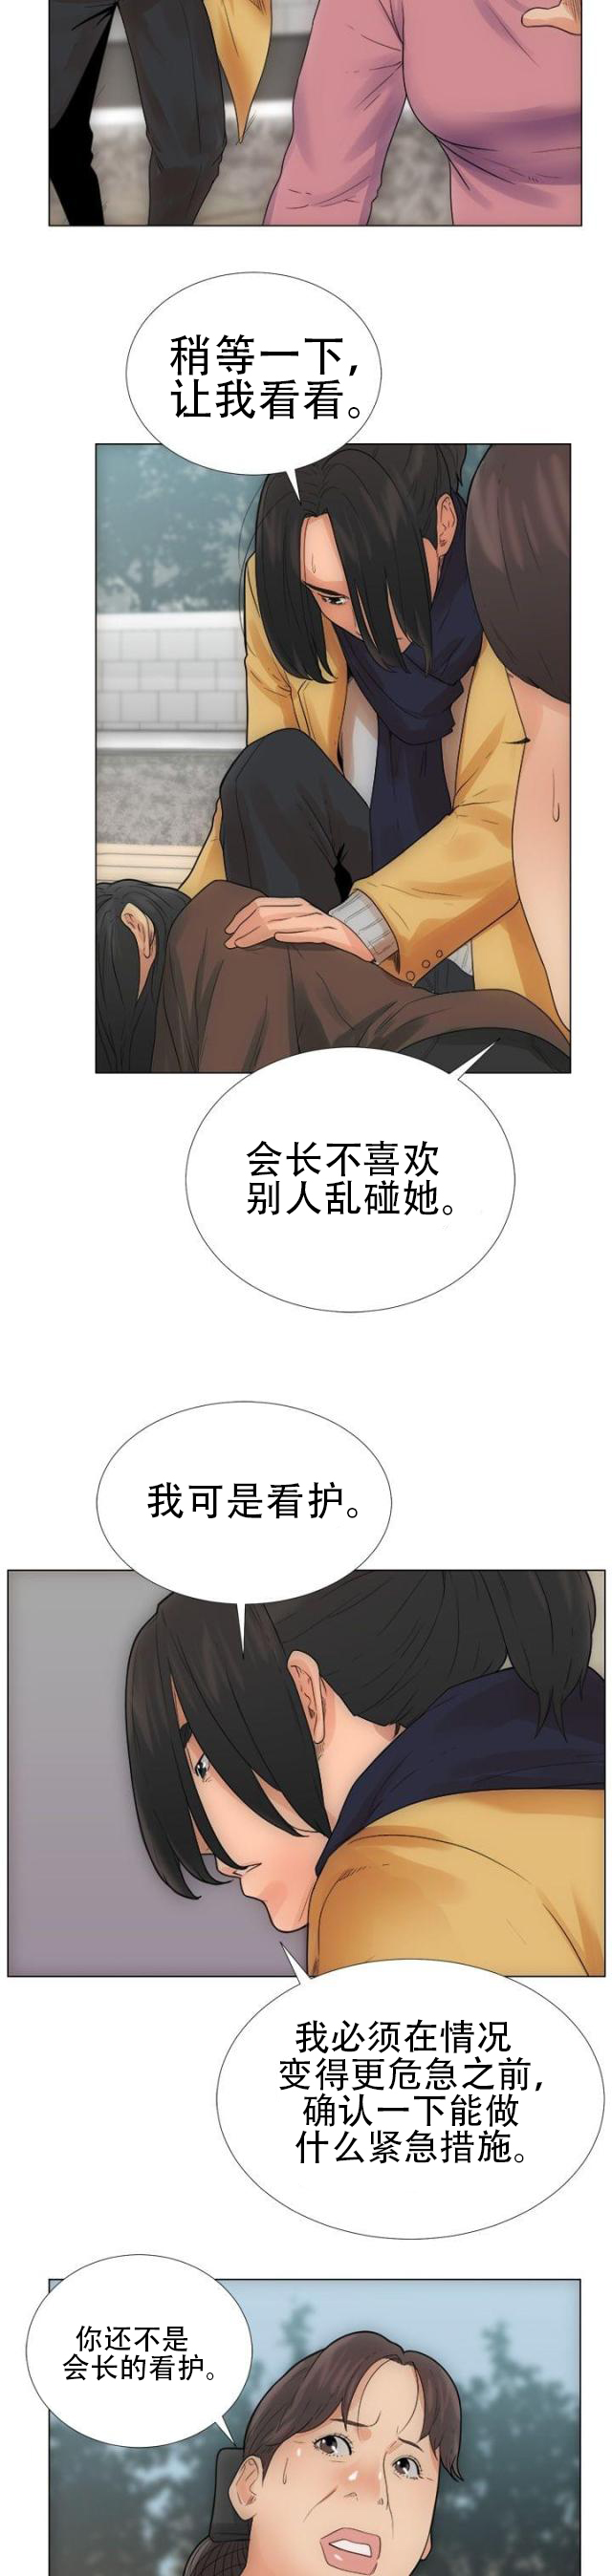 稍等一下，
让我看看。
会长不喜欢
别人乱碰她。
我可是看护。
我必须在情况
变得更危急之前，
确认一下能做
什么紧急措施。
你还不是
会长的看护。